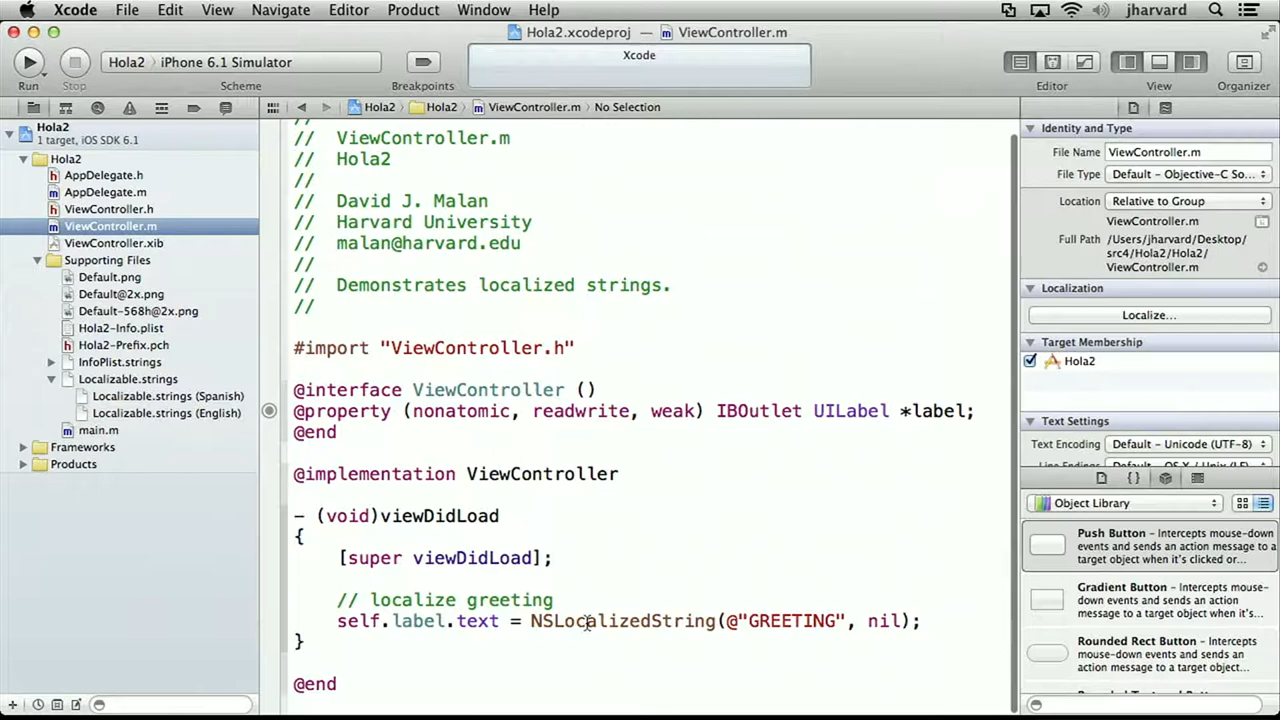 Xcode File Edit View Navigate Editor Product Window Help jharvard
Hola2.xcodeproj — ViewController.m
Hola2 iPhone 6.1 Simulator
Xcode
Run Stop Scheme Breakpoints Editor View Organizer
Hola2 Hola2 ViewController.m No Selection
Hola2
1 target, iOS SDK 6.1
Hola2
AppDelegate.h
AppDelegate.m
ViewController.h
ViewController.m
ViewController.xib
Supporting Files
Default.png
Default@2x.png
Default-568h@2x.png
Hola2-Info.plist
Hola2-Prefix.pch
InfoPlist.strings
Localizable.strings
Localizable.strings (Spanish)
Localizable.strings (English)
main.m
Frameworks
Products
//
// ViewController.m
// Hola2
//
// David J. Malan
// Harvard University
// malan@harvard.edu
//
// Demonstrates localized strings.
//
#import "ViewController.h"
@interface ViewController ()
@property (nonatomic, readwrite, weak) IBOutlet UILabel *label;
@end
@implementation ViewController
- (void)viewDidLoad
{
[super viewDidLoad];
// localize greeting
self.label.text = NSLocalizedString(@"GREETING", nil);
}
@end
Identity and Type
File Name ViewController.m
File Type Default - Objective-C So...
Location Relative to Group
ViewController.m
Full Path /Users/jharvard/Desktop/
src4/Hola2/Hola2/
ViewController.m
Localization
Localize...
Target Membership
Hola2
Text Settings
Text Encoding Default - Unicode (UTF-8)
Line Endings Default - OS X / Unix (LF)
{}
Object Library
Push Button - Intercepts
mouse-down
events and sends an action message to a
target object when it's clicked or...
Gradient Button - Intercepts mouse-
down events and sends an action
message to a target object when it's...
Rounded Rect Button - Intercepts
mouse-down events and sends an
action message to a target object...